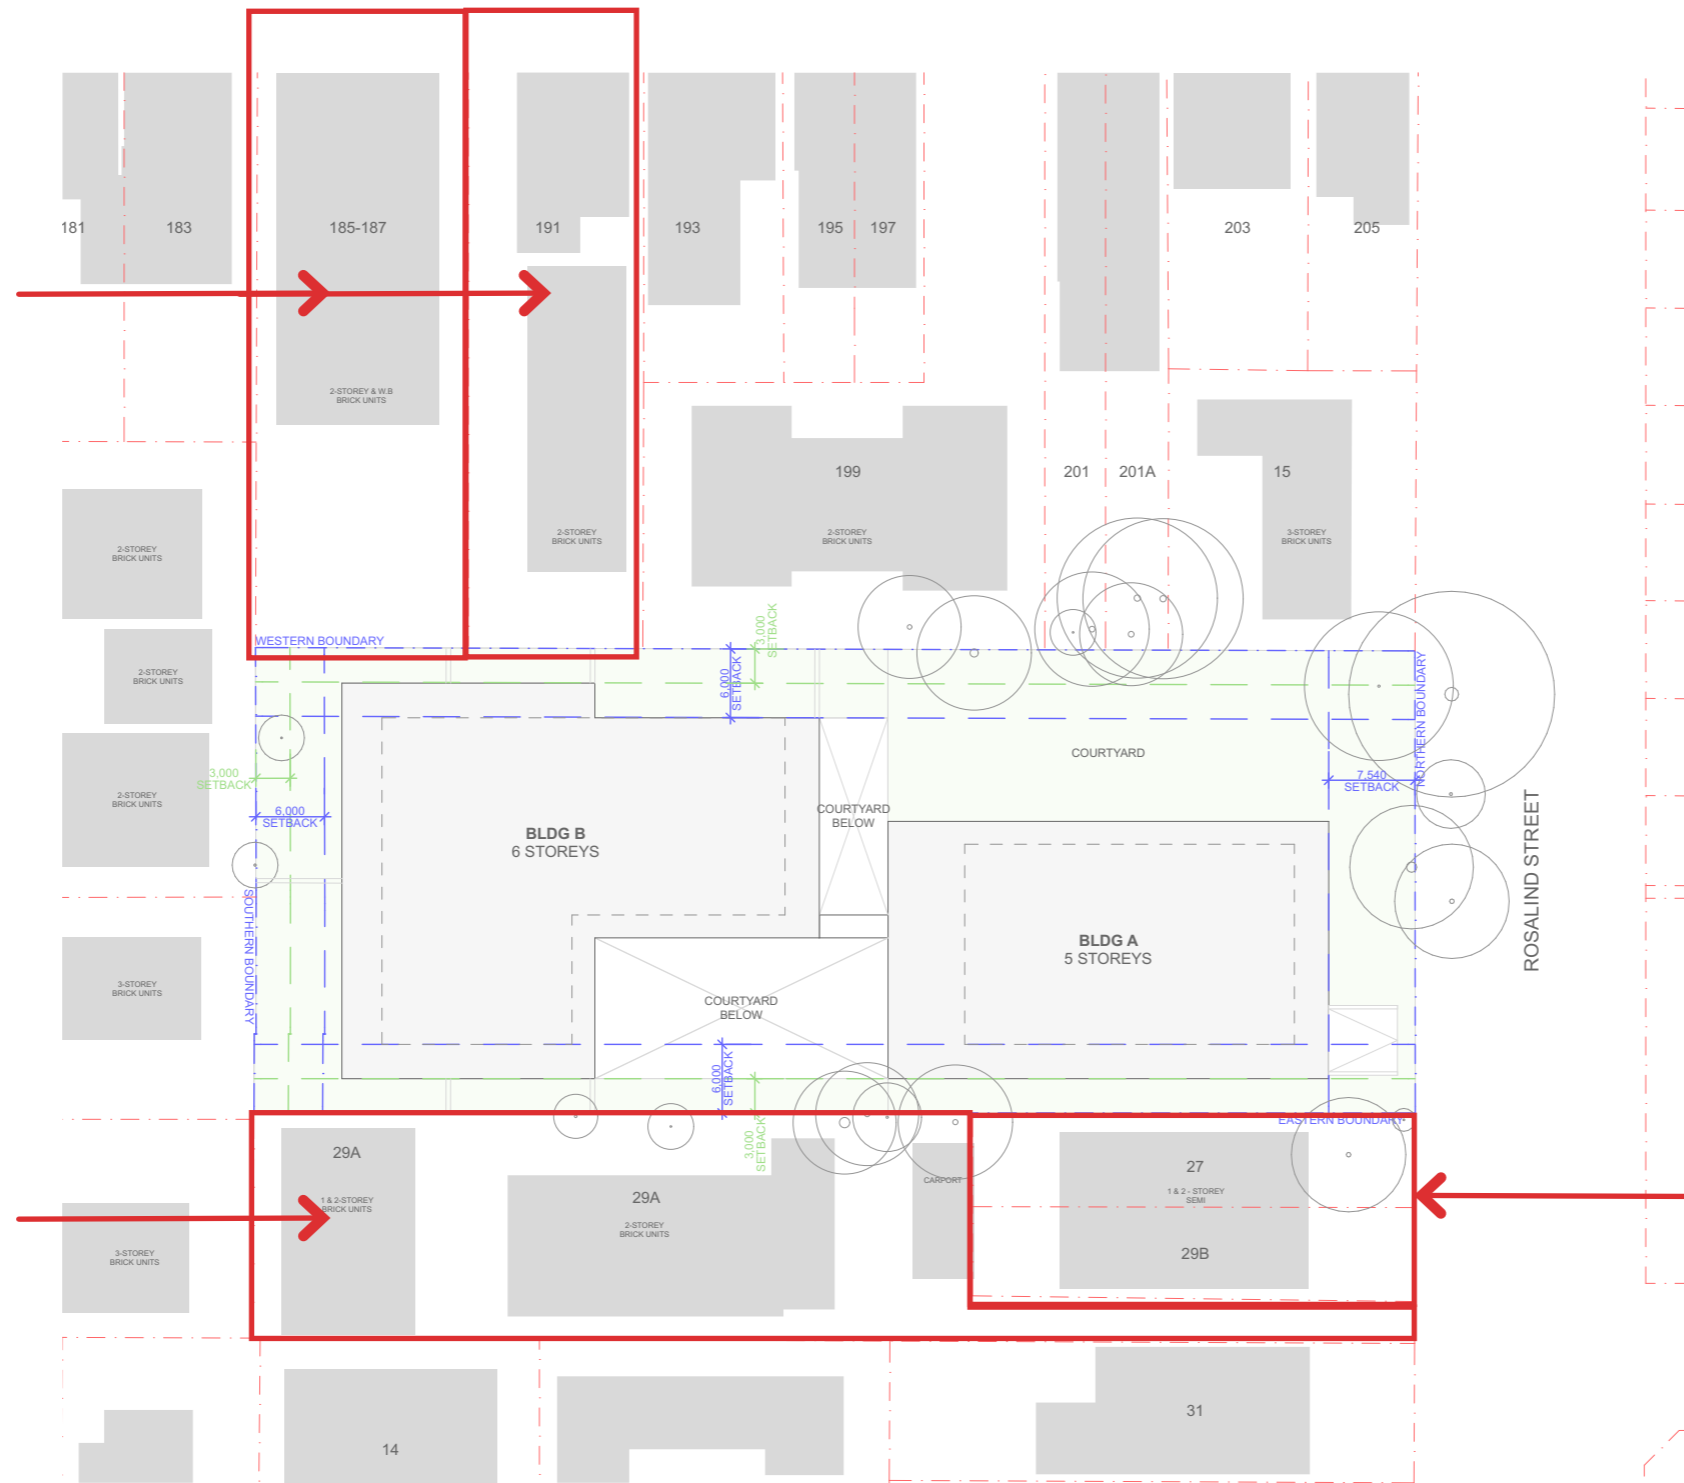 181
183
185-187
191
193
195
197
203
205
2-STOREY & W.B
BRICK UNITS
199
201
201A
15
2-STOREY
BRICK UNITS
2-STOREY
BRICK UNITS
3-STOREY
BRICK UNITS
2-STOREY
BRICK UNITS
2-STOREY
BRICK UNITS
2-STOREY
BRICK UNITS
3-STOREY
BRICK UNITS
3-STOREY
BRICK UNITS
WESTERN BOUNDARY
3,000
SETBACK
6,000
SETBACK
NORTHERN BOUNDARY
COURTYARD
7,540
SETBACK
3,000
SETBACK
6,000
SETBACK
COURTYARD
BELOW
BLDG B
6 STOREYS
ROSALIND STREET
SOUTHERN BOUNDARY
BLDG A
5 STOREYS
COURTYARD
BELOW
6,000
SETBACK
3,000
SETBACK
EASTERN BOUNDARY
29A
1 & 2-STOREY
BRICK UNITS
29A
2-STOREY
BRICK UNITS
CARPORT
27
1 & 2 - STOREY
SEMI
29B
14
31